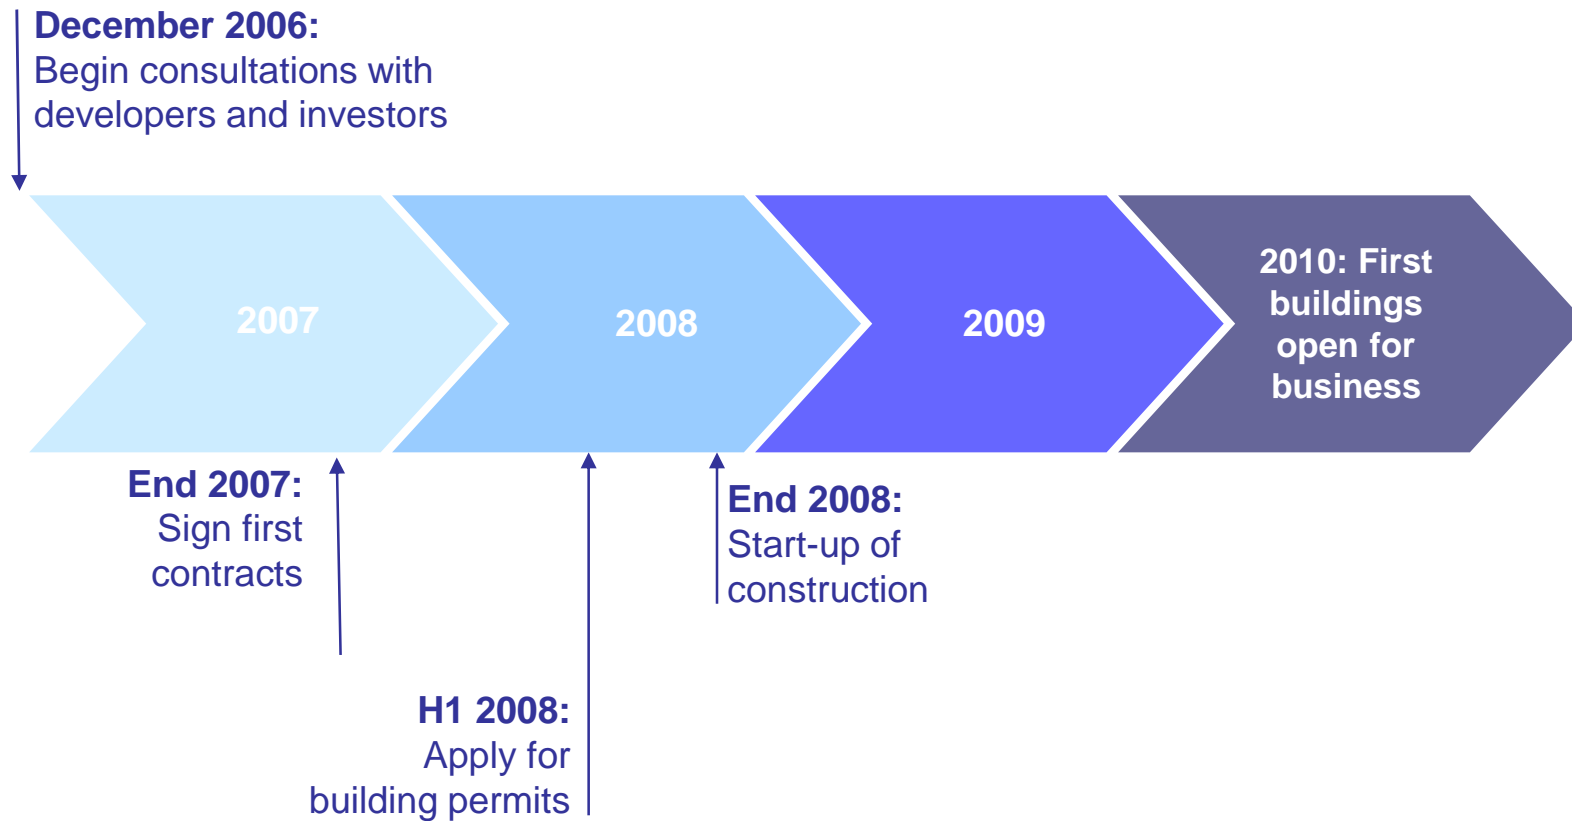 December 2006:
Begin consultations with
developers and investors
2007
2008
2009
2010: First
buildings
open for
business
End 2007:
Sign first
contracts
End 2008:
Start-up of
construction
H1 2008:
Apply for
building permits